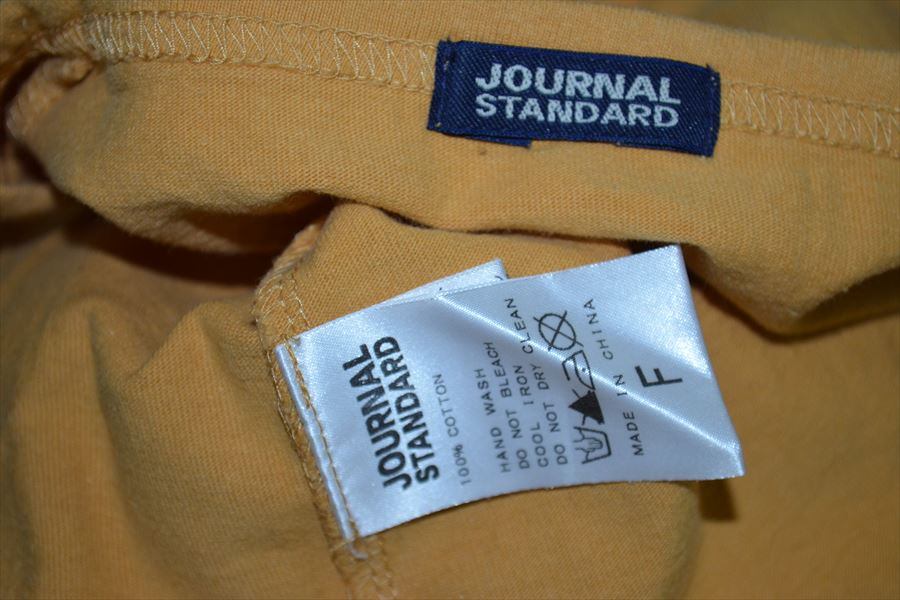 JOURNAL
STANDARD
JOURNAL
STANDARD
100% COTTON
HAND WASH
DO NOT BLEACH
COOL IRON
DO NOT DRY CLEAN
MADE IN CHINA
F